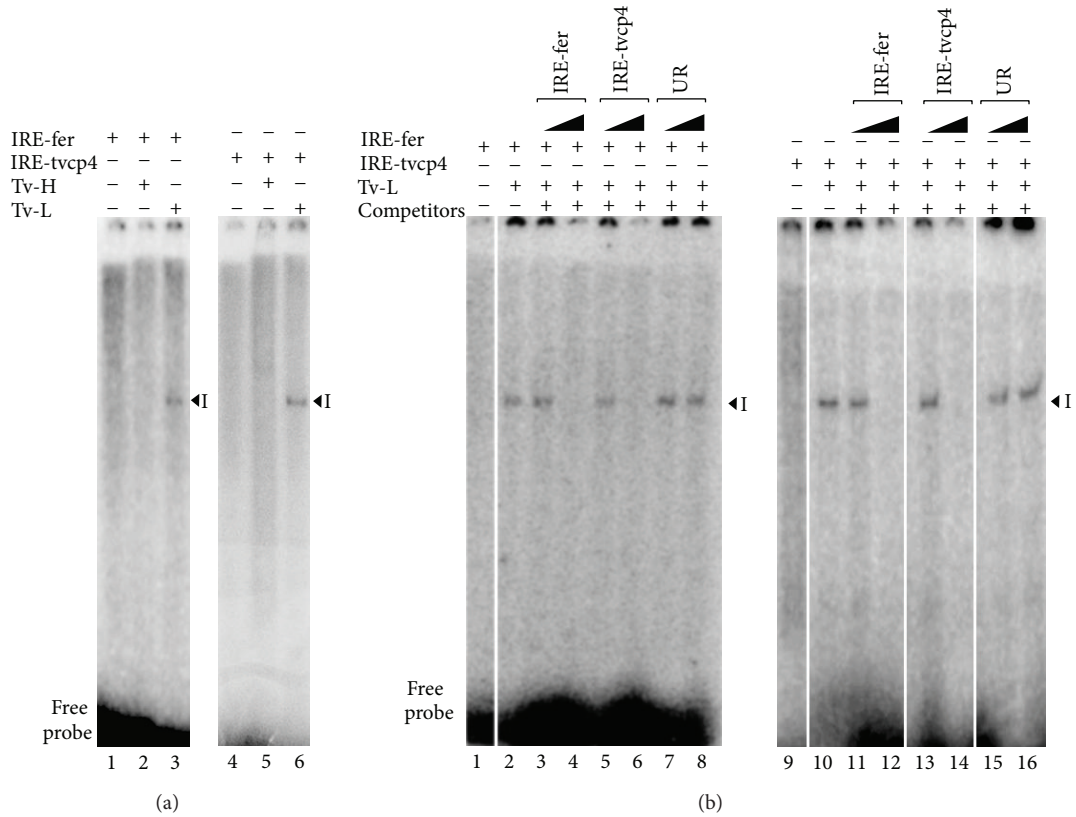 IRE-fer IRE-tvcp4 UR IRE-fer IRE-tvcp4 UR
IRE-fer + + + − − −
IRE-tvcp4 − − − + + +
Tv-H − + − − + −
Tv-L − − + − − +
IRE-fer + + + + + + + + − − − − − − − −
IRE-tvcp4 − − − − − − − − + + + + + + + +
Tv-L − + + + + + + + − + + + + + + +
Competitors − − + + + + + + − − + + + + + +
I I I I
Free
probe
Free
probe
1 2 3 4 5 6
(a)
1 2 3 4 5 6 7 8 9 10 11 12 13 14 15 16
(b)